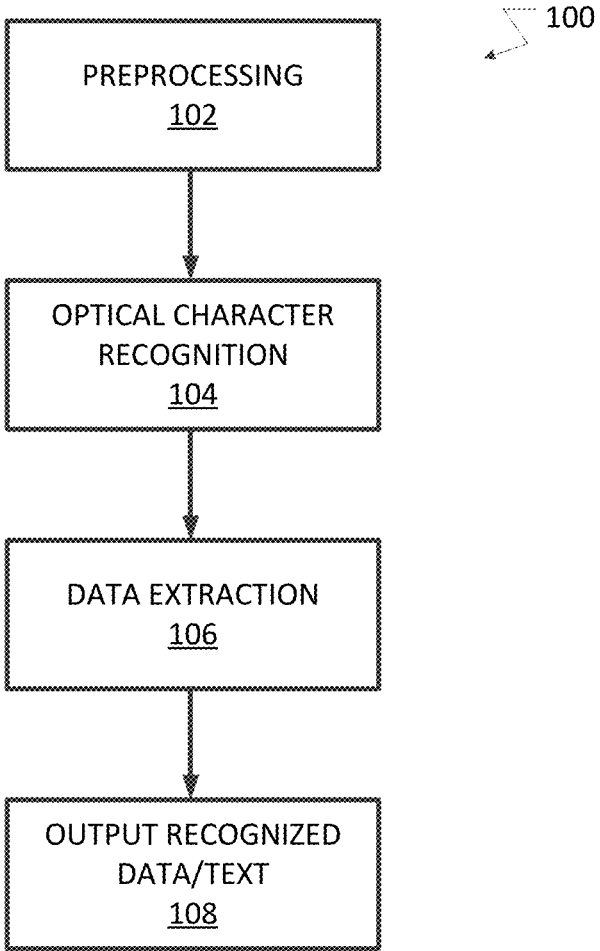 100
PREPROCESSING
102
OPTICAL CHARACTER
RECOGNITION
104
DATA EXTRACTION
106
OUTPUT RECOGNIZED
DATA/TEXT
108